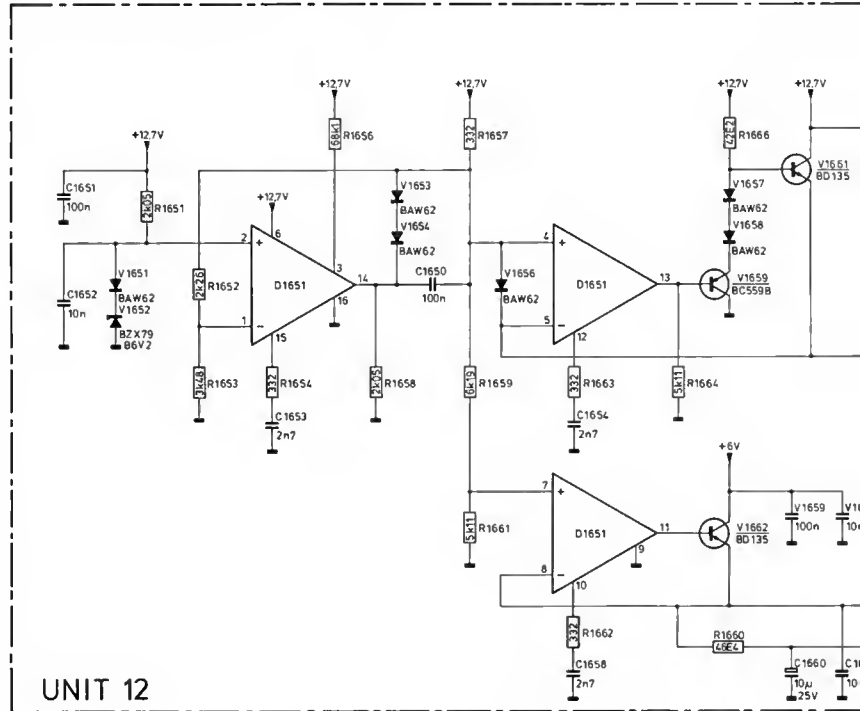 +12,7V
+12,7V
+12,7V
+12,7V
+12,7V
68k1
R1656
332
R1657
42E2
R1666
V1661
BD135
C1651
100n
2k05
R1651
+12,7V
V1653
BAW62
V1654
BAW62
V1657
BAW62
V1658
BAW62
2
+
6
3
14
D1651
16
1
−
15
C1650
100n
4
+
13
D1651
5
−
12
V1656
BAW62
V1659
BC559B
V1651
BAW62
V1652
BZX79
B6V2
C1652
10n
2k26
R1652
3k48
R1653
332
R1654
2k05
R1658
6k19
R1659
332
R1663
5k11
R1664
C1653
2n7
C1654
2n7
+6V
7
+
11
D1651
9
8
−
10
5k11
R1661
V1662
BD135
V1659
100n
V1
10n
332
R1662
R1660
46E4
C1658
2n7
C1660
10µ
25V
C1
10
UNIT 12